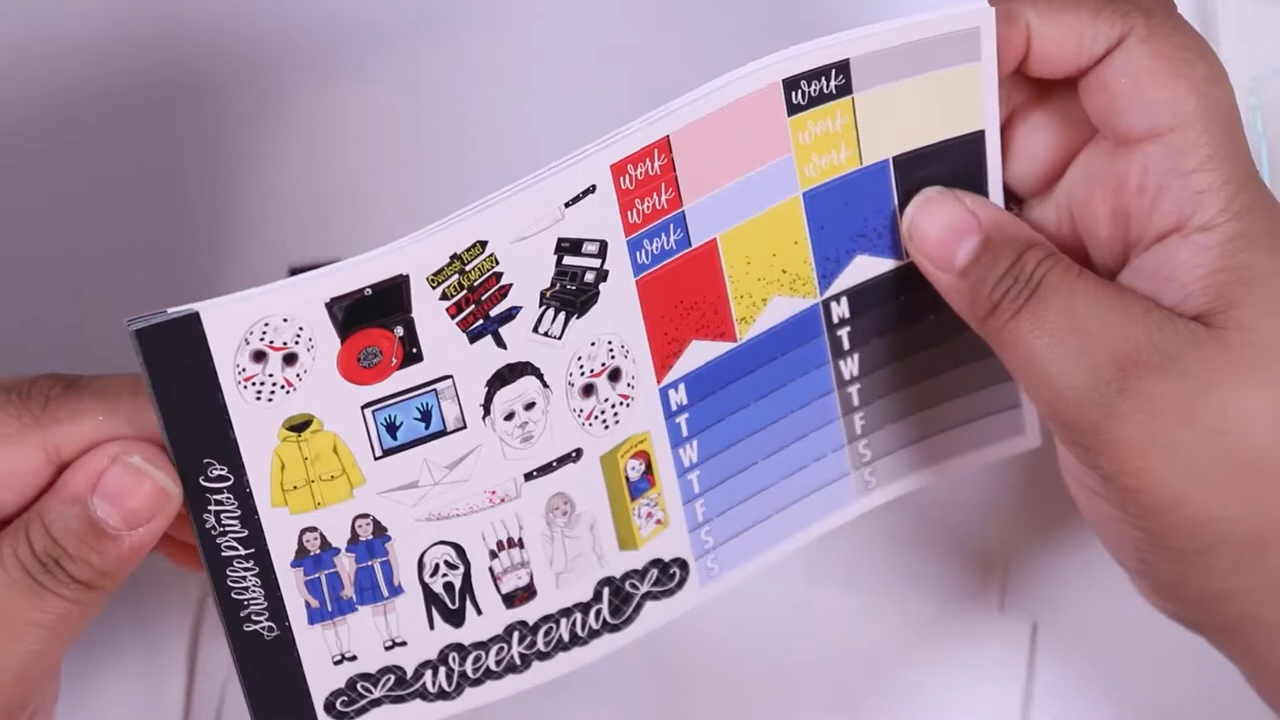 Scribble Prints Co
Overlook Hotel
PET SEMATARY
Derry
ELM STREET
weekend
work
work
work
work
work
work
M
T
W
T
F
S
S
M
T
W
T
F
S
S